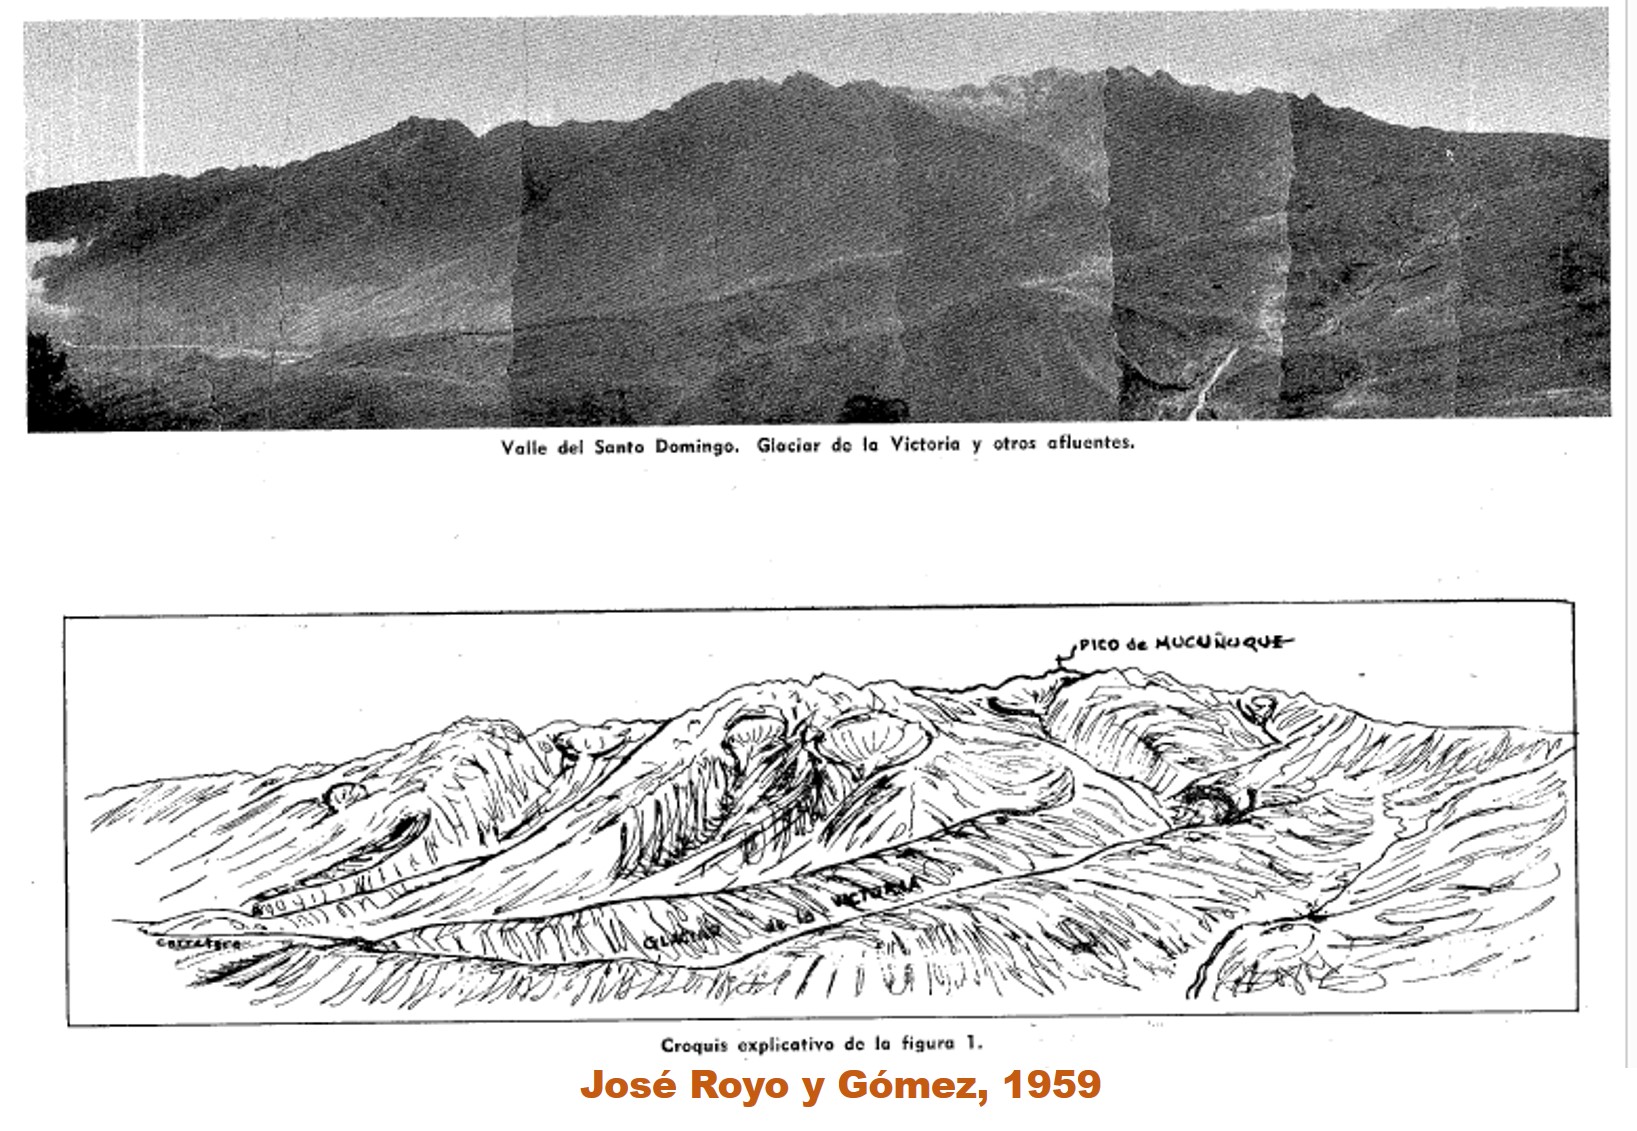 Valle del Santo Domingo. Glaciar de la Victoria y otros afluentes.
PICO de MUCUÑUQUE
GLACIAR de la VICTORIA
carretera
Croquis explicativo de la figura 1.
José Royo y Gómez, 1959